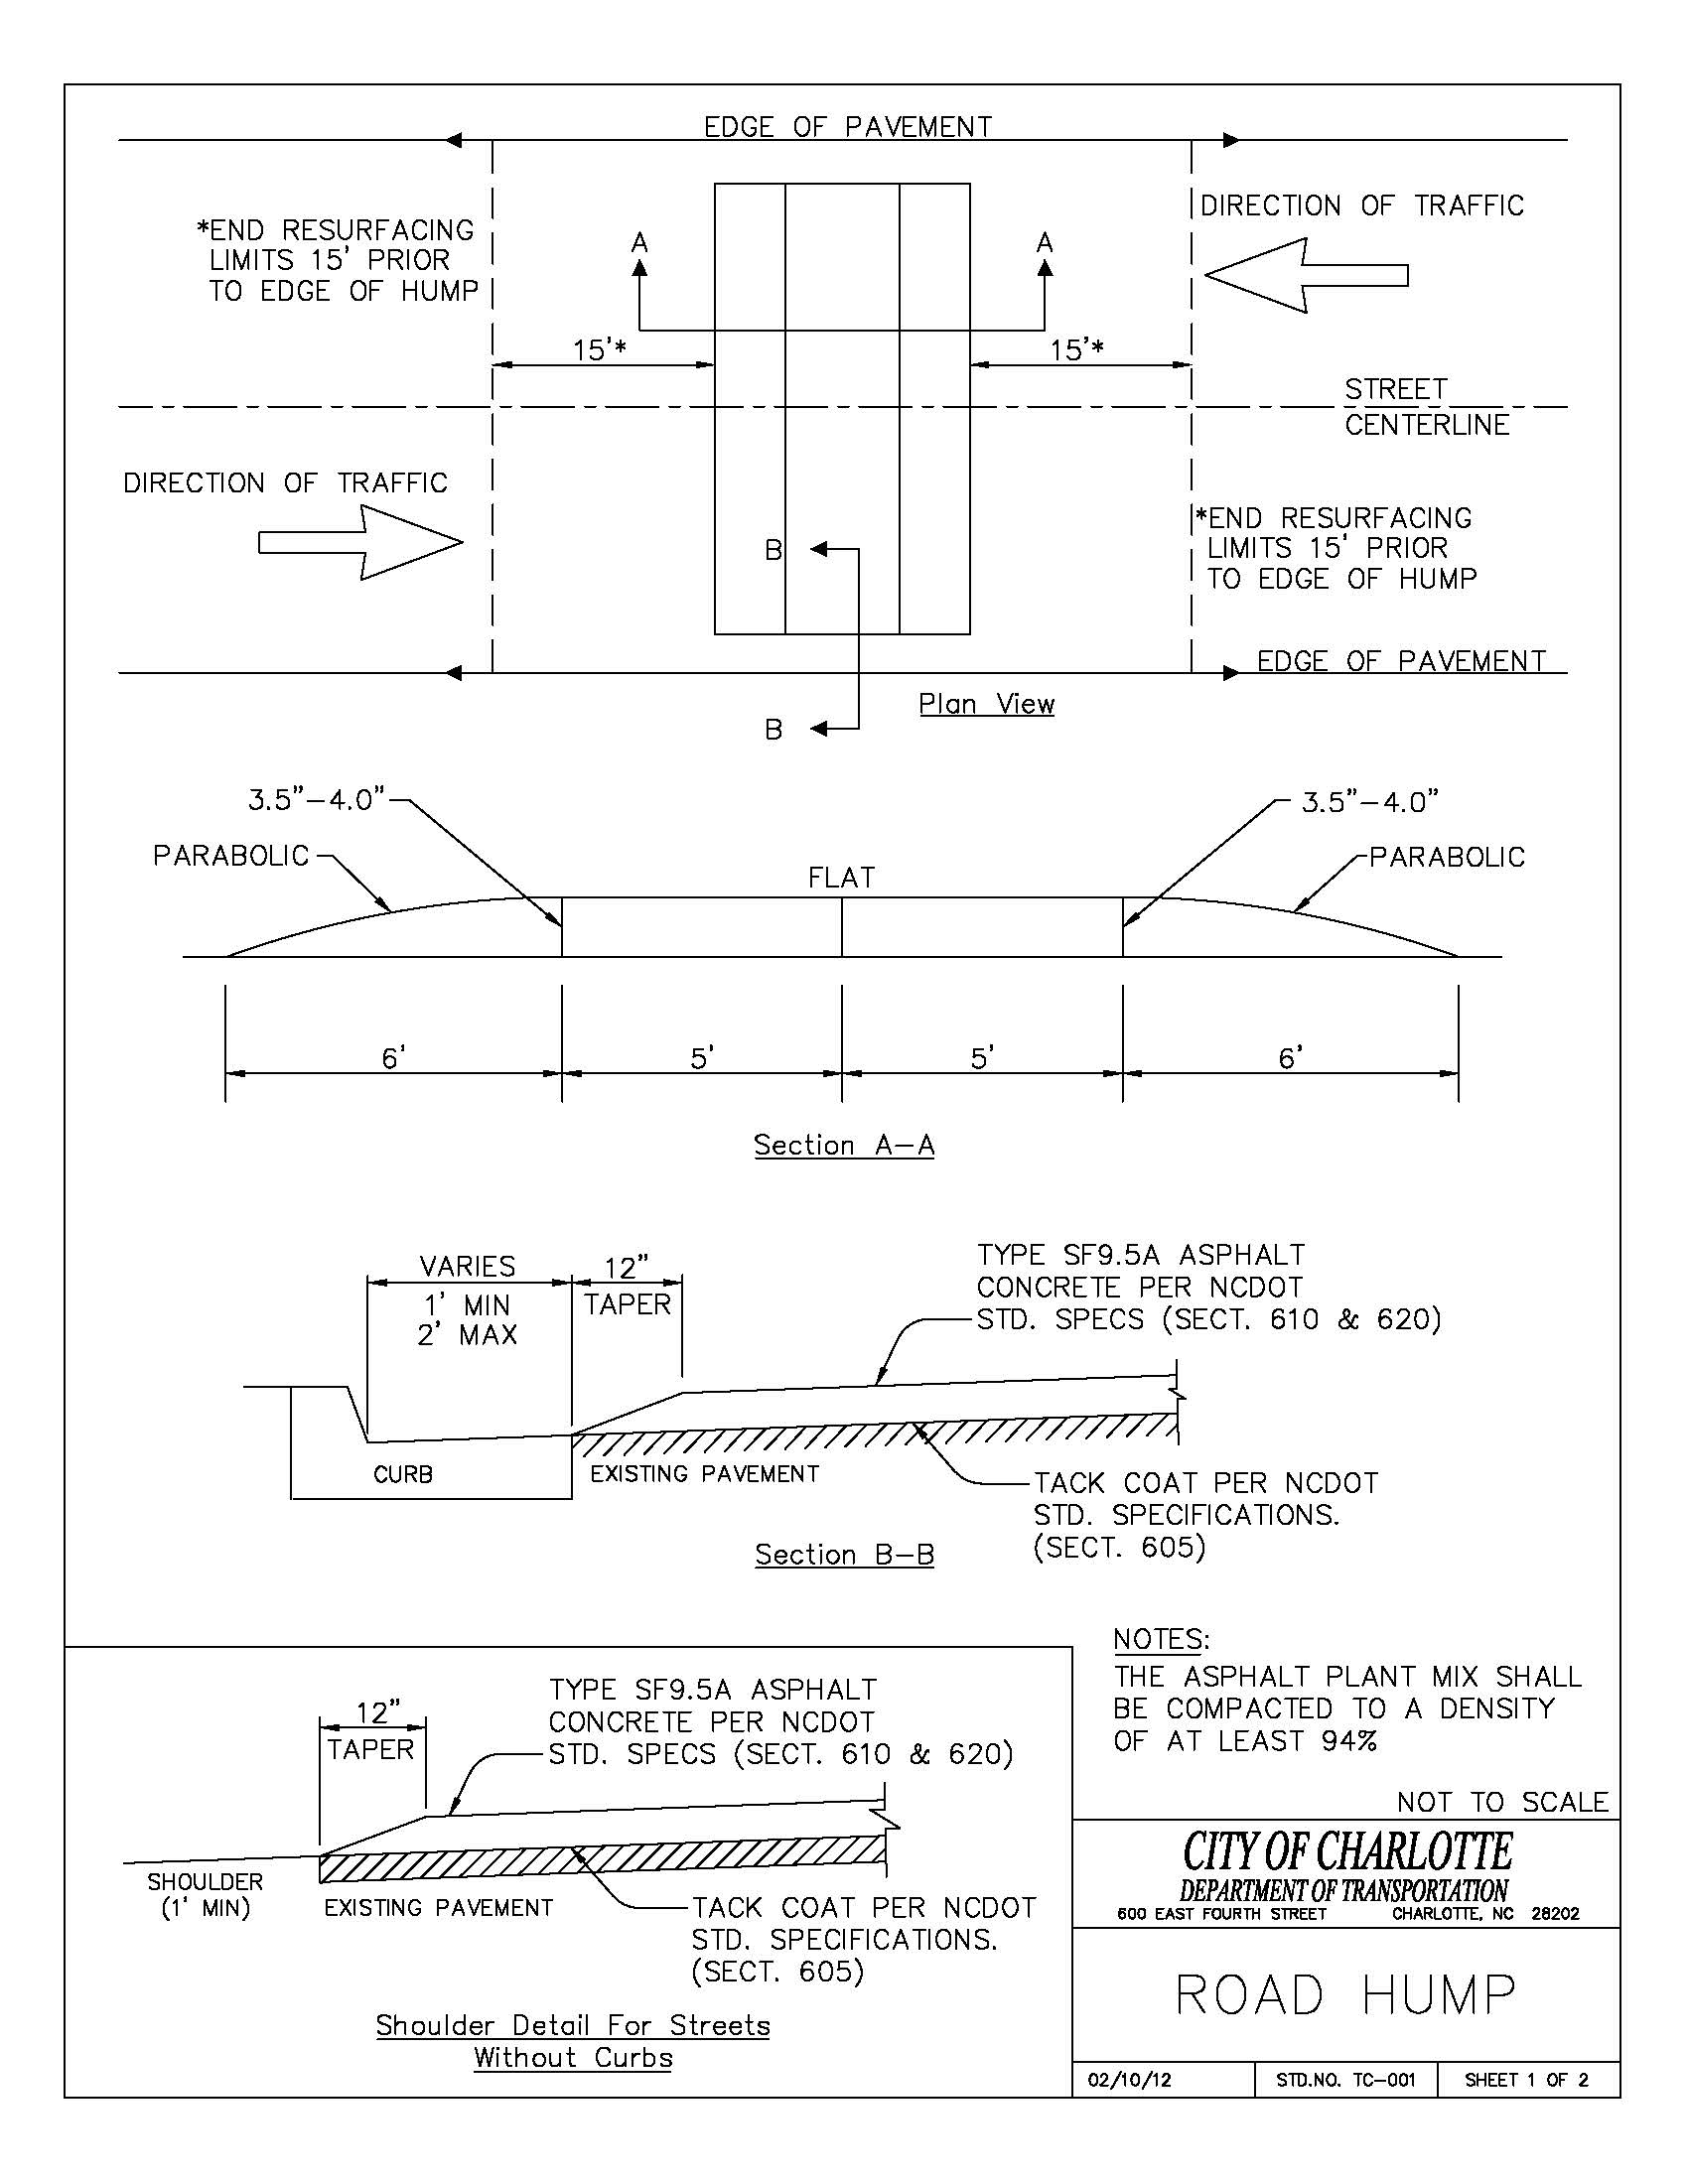 EDGE OF PAVEMENT
DIRECTION OF TRAFFIC
*END RESURFACING
LIMITS 15' PRIOR
TO EDGE OF HUMP
A
A
15'*
15'*
STREET
CENTERLINE
DIRECTION OF TRAFFIC
*END RESURFACING
LIMITS 15' PRIOR
TO EDGE OF HUMP
B
EDGE OF PAVEMENT
Plan View
B
3.5"-4.0"
3.5"-4.0"
PARABOLIC
PARABOLIC
FLAT
6'
5'
5'
6'
Section A-A
VARIES
1' MIN
2' MAX
12"
TAPER
TYPE SF9.5A ASPHALT
CONCRETE PER NCDOT
STD. SPECS (SECT. 610 & 620)
CURB
EXISTING PAVEMENT
TACK COAT PER NCDOT
STD. SPECIFICATIONS.
(SECT. 605)
Section B-B
12"
TAPER
TYPE SF9.5A ASPHALT
CONCRETE PER NCDOT
STD. SPECS (SECT. 610 & 620)
SHOULDER
(1' MIN)
EXISTING PAVEMENT
TACK COAT PER NCDOT
STD. SPECIFICATIONS.
(SECT. 605)
Shoulder Detail For Streets
Without Curbs
NOTES:
THE ASPHALT PLANT MIX SHALL
BE COMPACTED TO A DENSITY
OF AT LEAST 94%
NOT TO SCALE
CITY OF CHARLOTTE
DEPARTMENT OF TRANSPORTATION
600 EAST FOURTH STREET CHARLOTTE, NC 28202
ROAD HUMP
02/10/12 STD.NO. TC-001 SHEET 1 OF 2